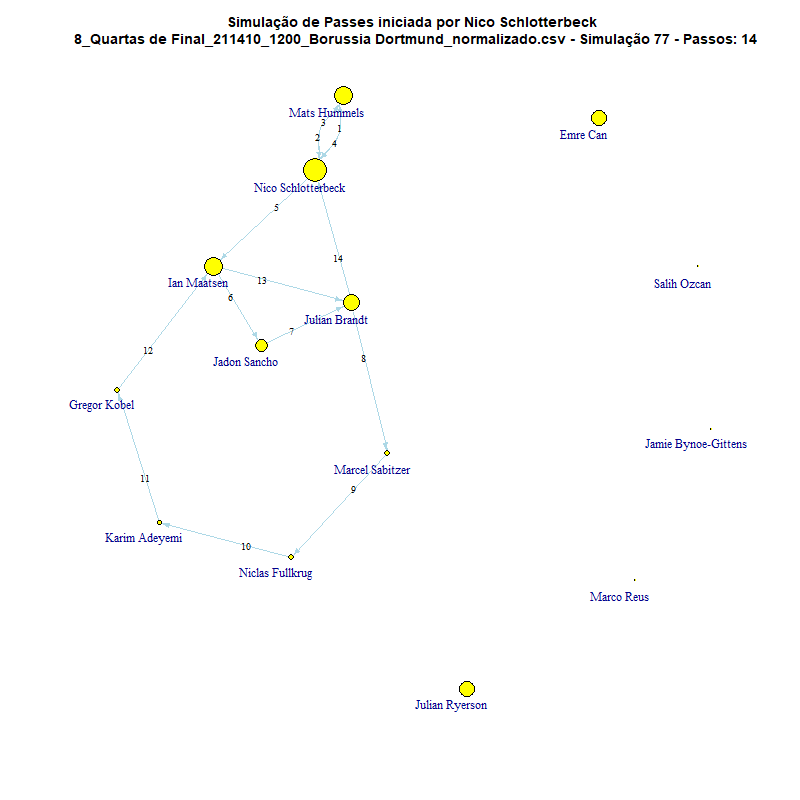 Simulação de Passes iniciada por Nico Schlotterbeck
8_Quartas de Final_211410_1200_Borussia Dortmund_normalizado.csv - Simulação 77 - Passos: 14
Mats Hummels
Emre Can
3
1
2
4
Nico Schlotterbeck
5
14
Ian Maatsen
13
Salih Ozcan
6
Julian Brandt
7
Jadon Sancho
12
8
Gregor Kobel
Jamie Bynoe-Gittens
Marcel Sabitzer
11
9
Karim Adeyemi
10
Niclas Fullkrug
Marco Reus
Julian Ryerson